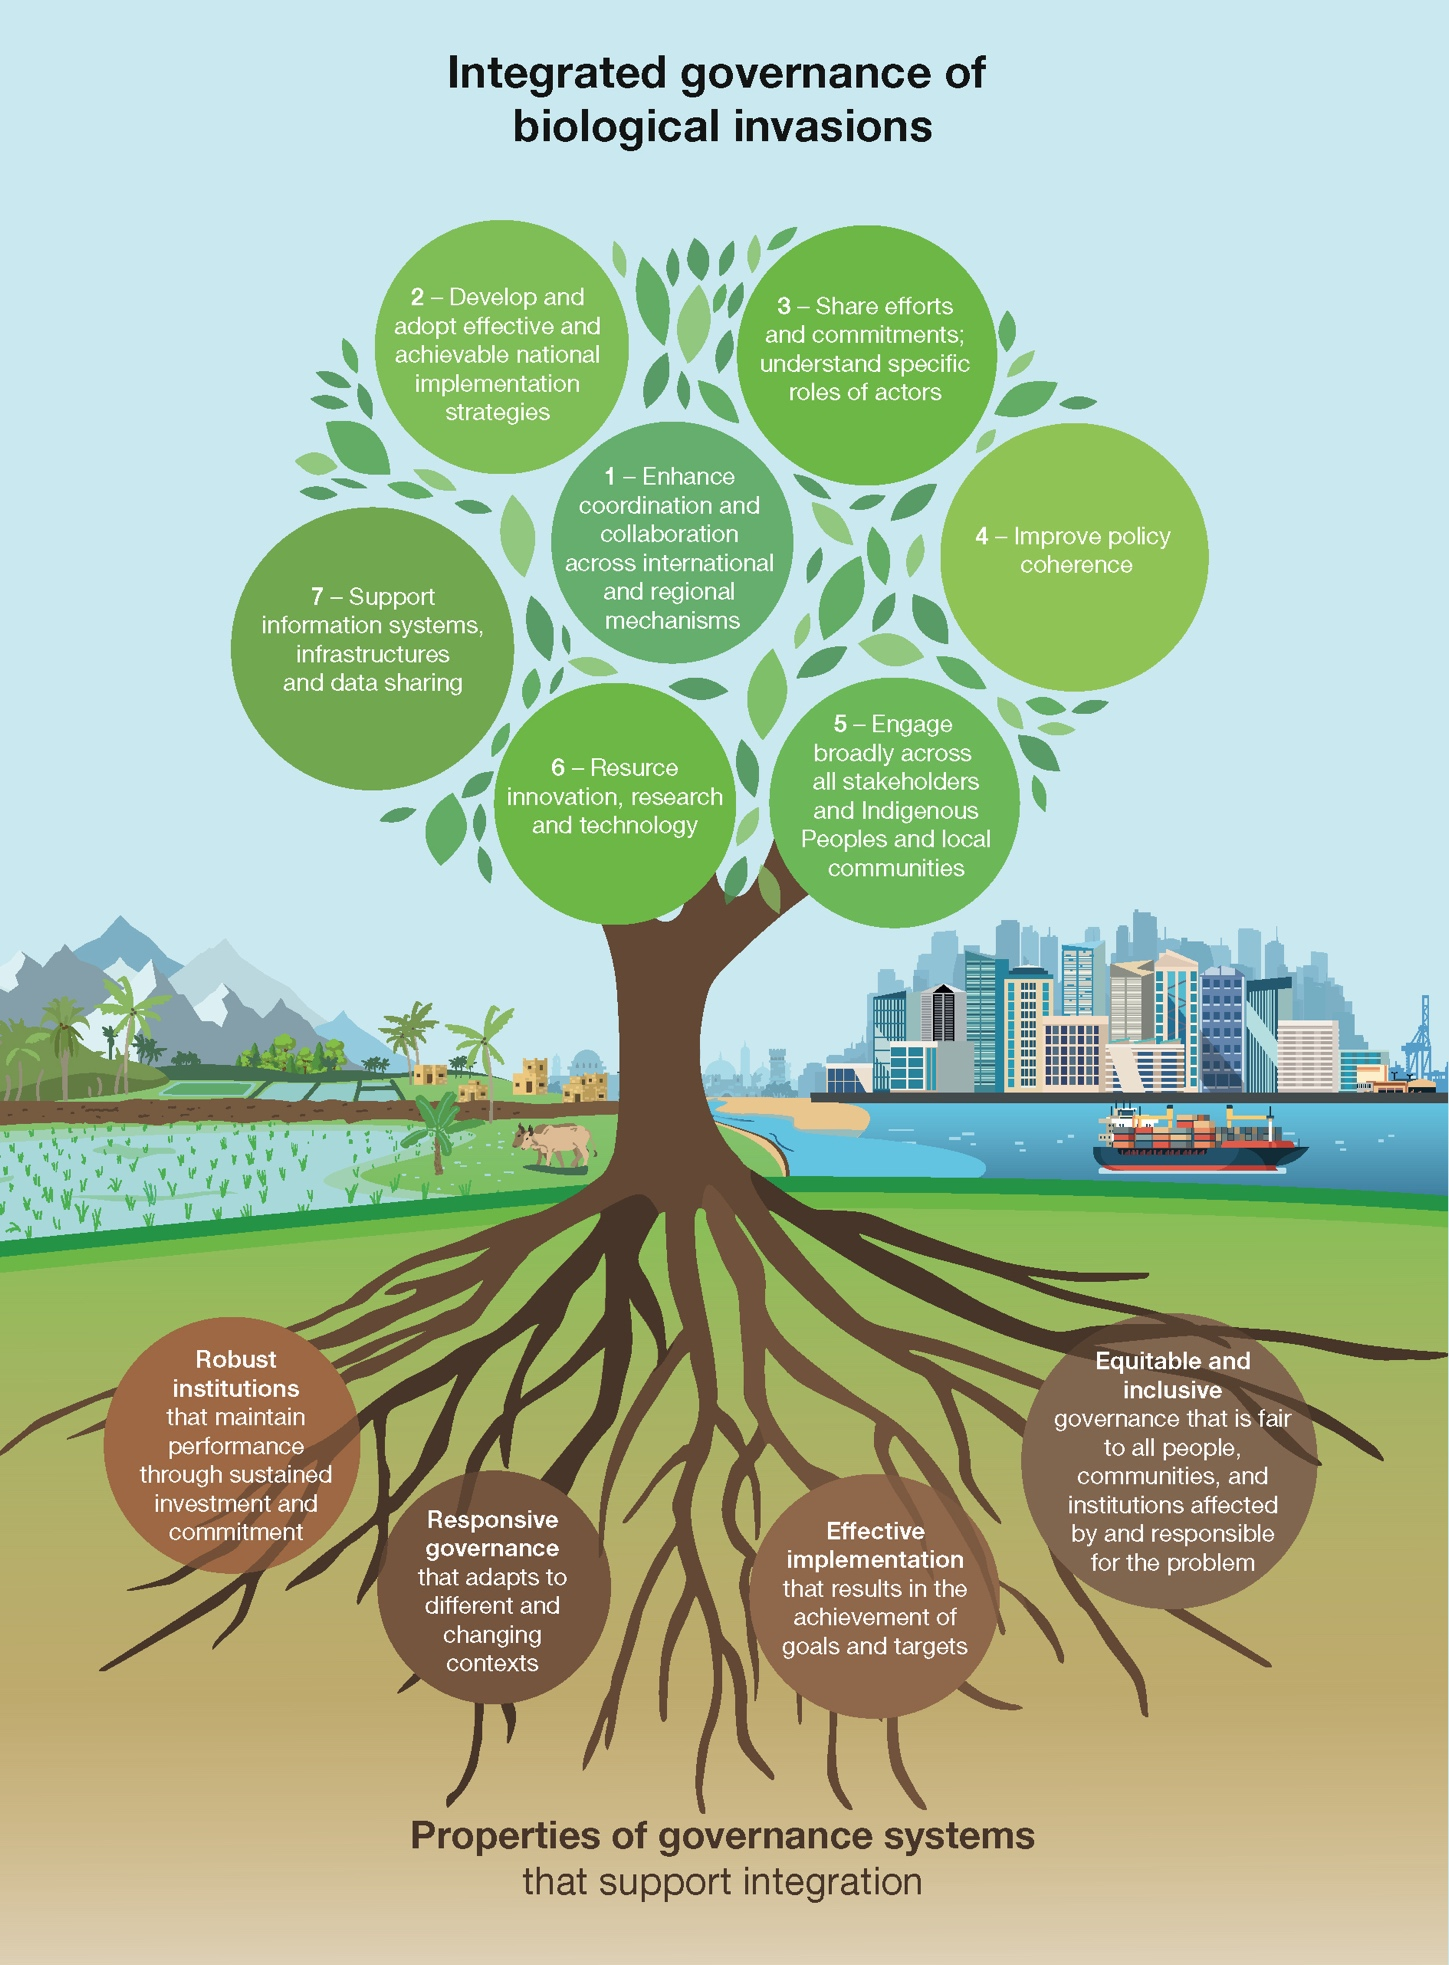 Integrated governance of
biological invasions
2 – Develop and
adopt effective and
achievable national
implementation
strategies
3 – Share efforts
and commitments;
understand specific
roles of actors
1 – Enhance
coordination and
collaboration
across international
and regional
mechanisms
4 – Improve policy
coherence
7 – Support
information systems,
infrastructures
and data sharing
6 – Resurce
innovation, research
and technology
5 – Engage
broadly across
all stakeholders
and Indigenous
Peoples and local
communities
Robust
institutions
that maintain
performance
through sustained
investment and
commitment
Responsive
governance
that adapts to
different and
changing
contexts
Effective
implementation
that results in the
achievement of
goals and targets
Equitable and
inclusive
governance that is fair
to all people,
communities, and
institutions affected
by and responsible
for the problem
Properties of governance systems
that support integration